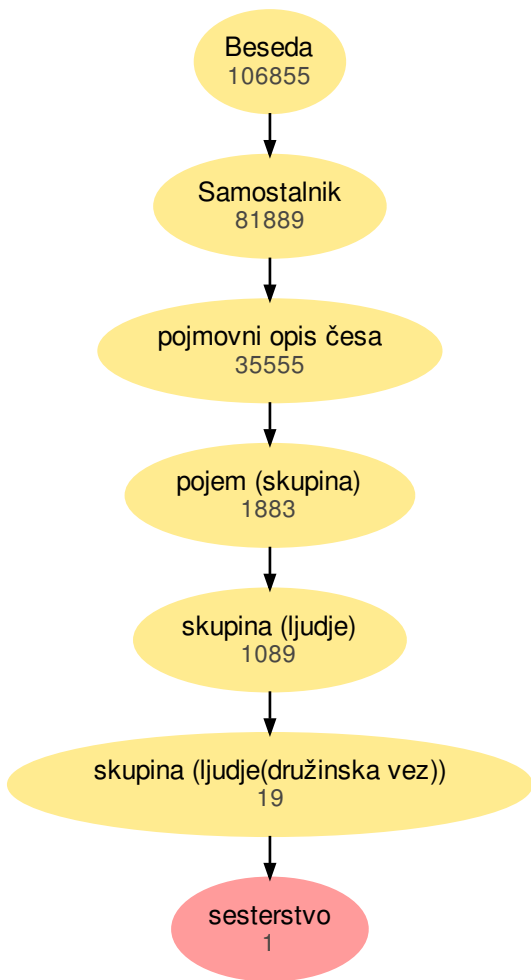 Beseda
106855
Samostalnik
81889
pojmovni opis česa
35555
pojem (skupina)
1883
skupina (ljudje)
1089
skupina (ljudje(družinska vez))
19
sesterstvo
1